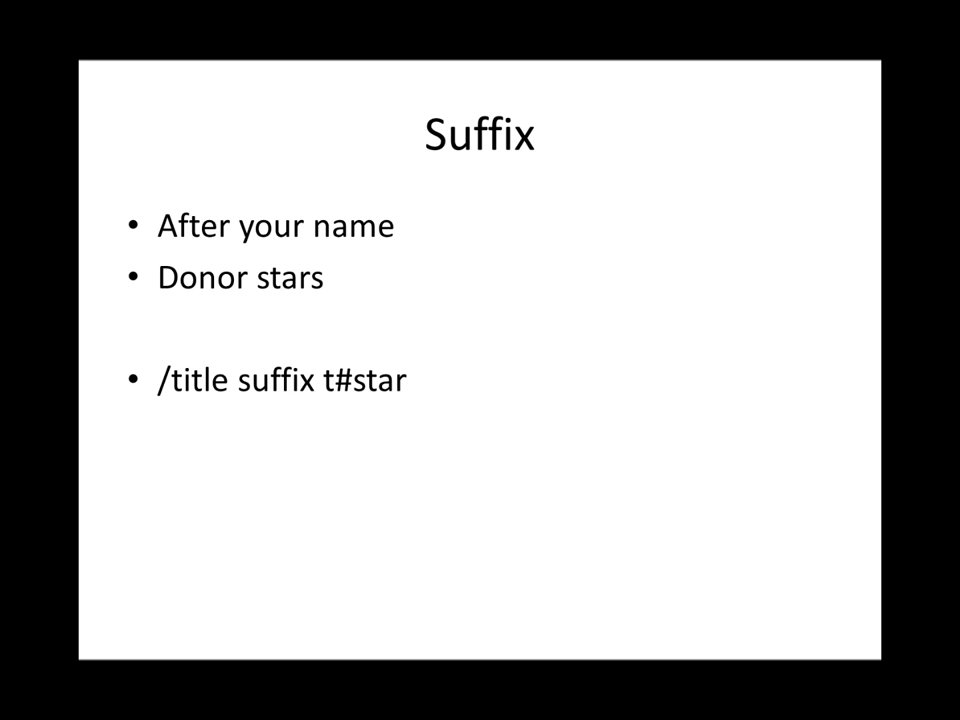 Suffix
• After your name
• Donor stars
• /title suffix t#star